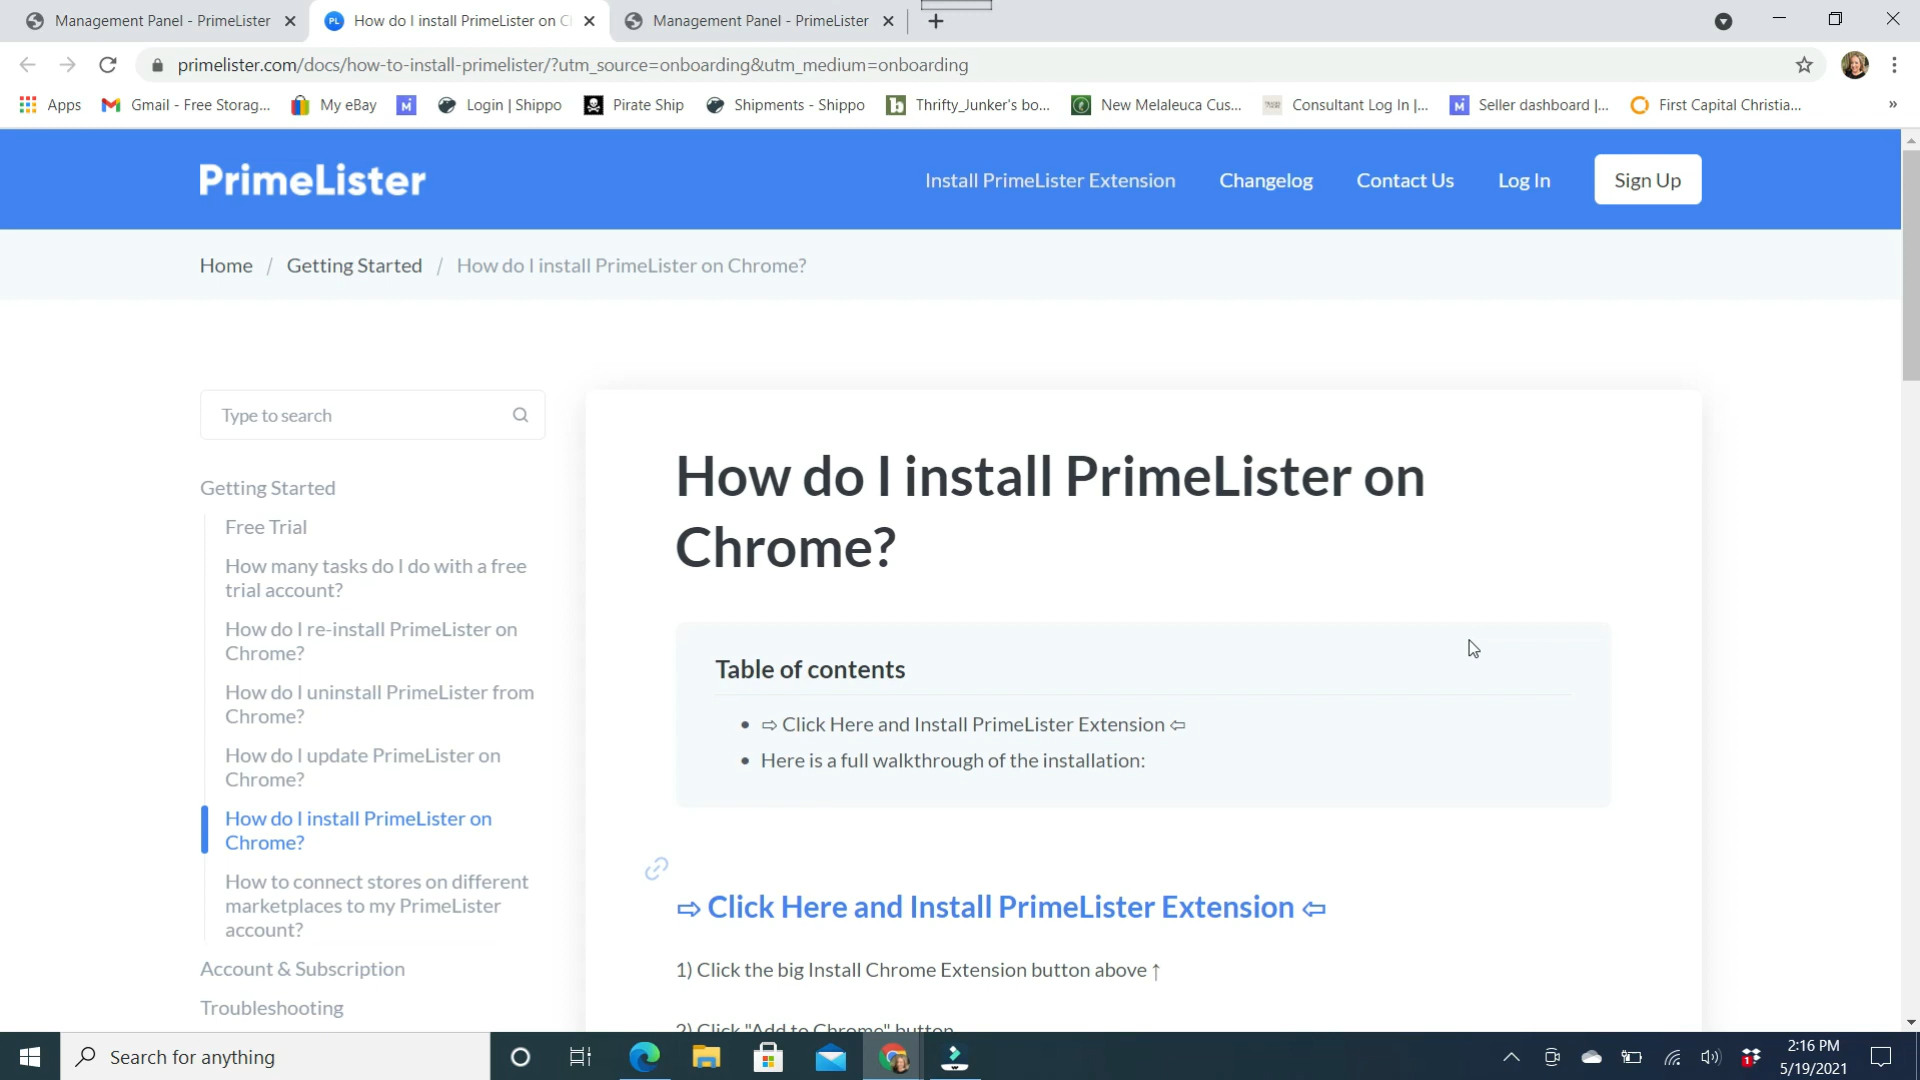 Management Panel - PrimeLister
How do I install PrimeLister on C
Management Panel - PrimeLister
primelister.com/docs/how-to-install-primelister/?utm_source=onboarding&utm_medium=onboarding
Apps
Gmail - Free Storag...
My eBay
Login | Shippo
Pirate Ship
Shipments - Shippo
Thrifty_Junker's bo...
New Melaleuca Cus...
Consultant Log In |...
Seller dashboard |...
First Capital Christia...
»
PrimeLister
Install PrimeLister Extension
Changelog
Contact Us
Log In
Sign Up
Home / Getting Started / How do I install PrimeLister on Chrome?
Type to search
Getting Started
Free Trial
How many tasks do I do with a free
trial account?
How do I re-install PrimeLister on
Chrome?
How do I uninstall PrimeLister from
Chrome?
How do I update PrimeLister on
Chrome?
How do I install PrimeLister on
Chrome?
How to connect stores on different
marketplaces to my PrimeLister
account?
Account & Subscription
Troubleshooting
How do I install PrimeLister on
Chrome?
Table of contents
• ⇨ Click Here and Install PrimeLister Extension ⇦
• Here is a full walkthrough of the installation:
⇨ Click Here and Install PrimeLister Extension ⇦
1) Click the big Install Chrome Extension button above ↑
2) Click "Add to Chrome" button
Search for anything
2:16 PM
5/19/2021